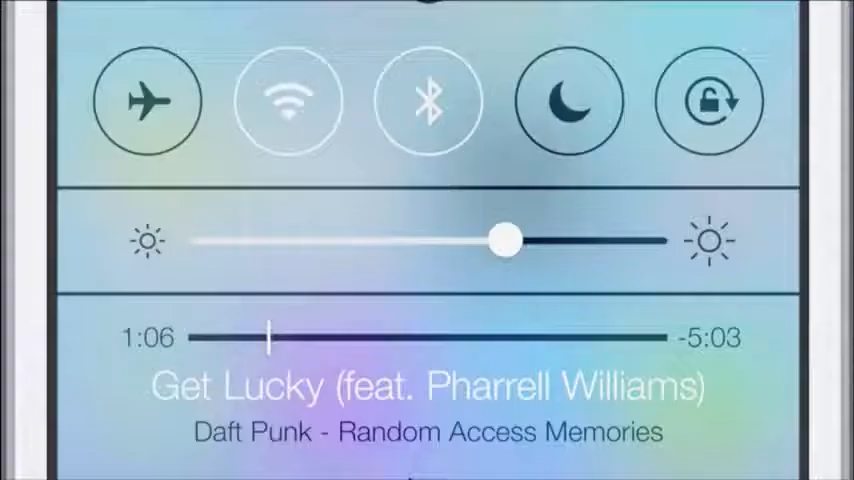 1:06 -5:03
Get Lucky (feat. Pharrell Williams)
Daft Punk - Random Access Memories